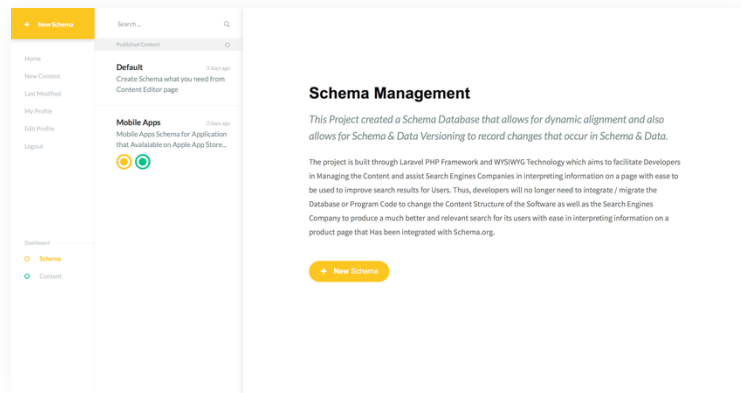 + New Schema
Home
New Content
Last Modified
My Profile
Edit Profile
Logout
Dashboard
Schema
Content
Search ...
Published Content
Default
3 days ago
Create Schema what you need from
Content Editor page
Mobile Apps
3 days ago
Mobile Apps Schema for Application
that Avalalable on Apple App Store...
Schema Management
This Project created a Schema Database that allows for dynamic alignment and also
allows for Schema & Data Versioning to record changes that occur in Schema & Data.
The project is built through Laravel PHP Framework and WYSIWYG Technology which aims to facilitate Developers
in Managing the Content and assist Search Engines Companies in interpreting information on a page with ease to
be used to improve search results for Users. Thus, developers will no longer need to integrate / migrate the
Database or Program Code to change the Content Structure of the Software as well as the Search Engines
Company to produce a much better and relevant search for its users with ease in interpreting information on a
product page that Has been integrated with Schema.org.
+ New Schema